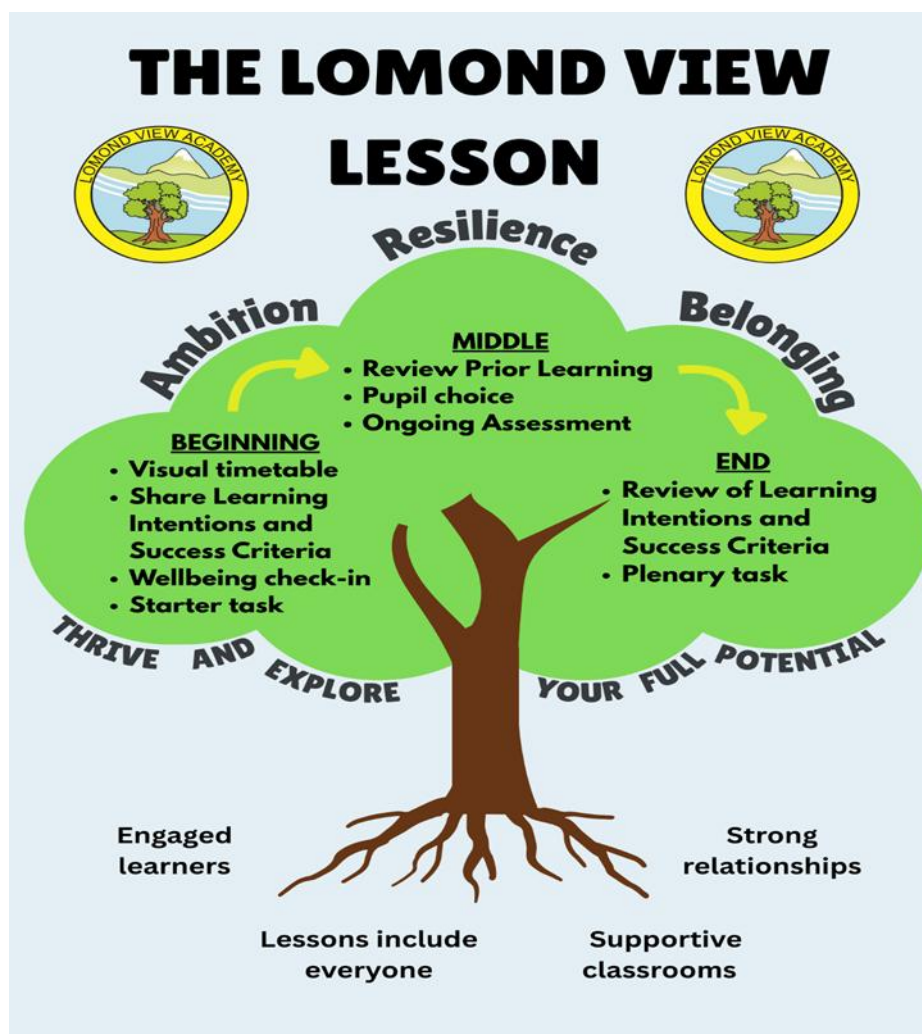 THE LOMOND VIEW
LESSON
LOMOND VIEW ACADEMY
LOMOND VIEW ACADEMY
Ambition
Resilience
Belonging
BEGINNING
• Visual timetable
• Share Learning
Intentions and
Success Criteria
• Wellbeing check-in
• Starter task
MIDDLE
• Review Prior Learning
• Pupil choice
• Ongoing Assessment
END
• Review of Learning
Intentions and
Success Criteria
• Plenary task
THRIVE AND EXPLORE YOUR FULL POTENTIAL
Engaged
learners
Lessons include
everyone
Supportive
classrooms
Strong
relationships